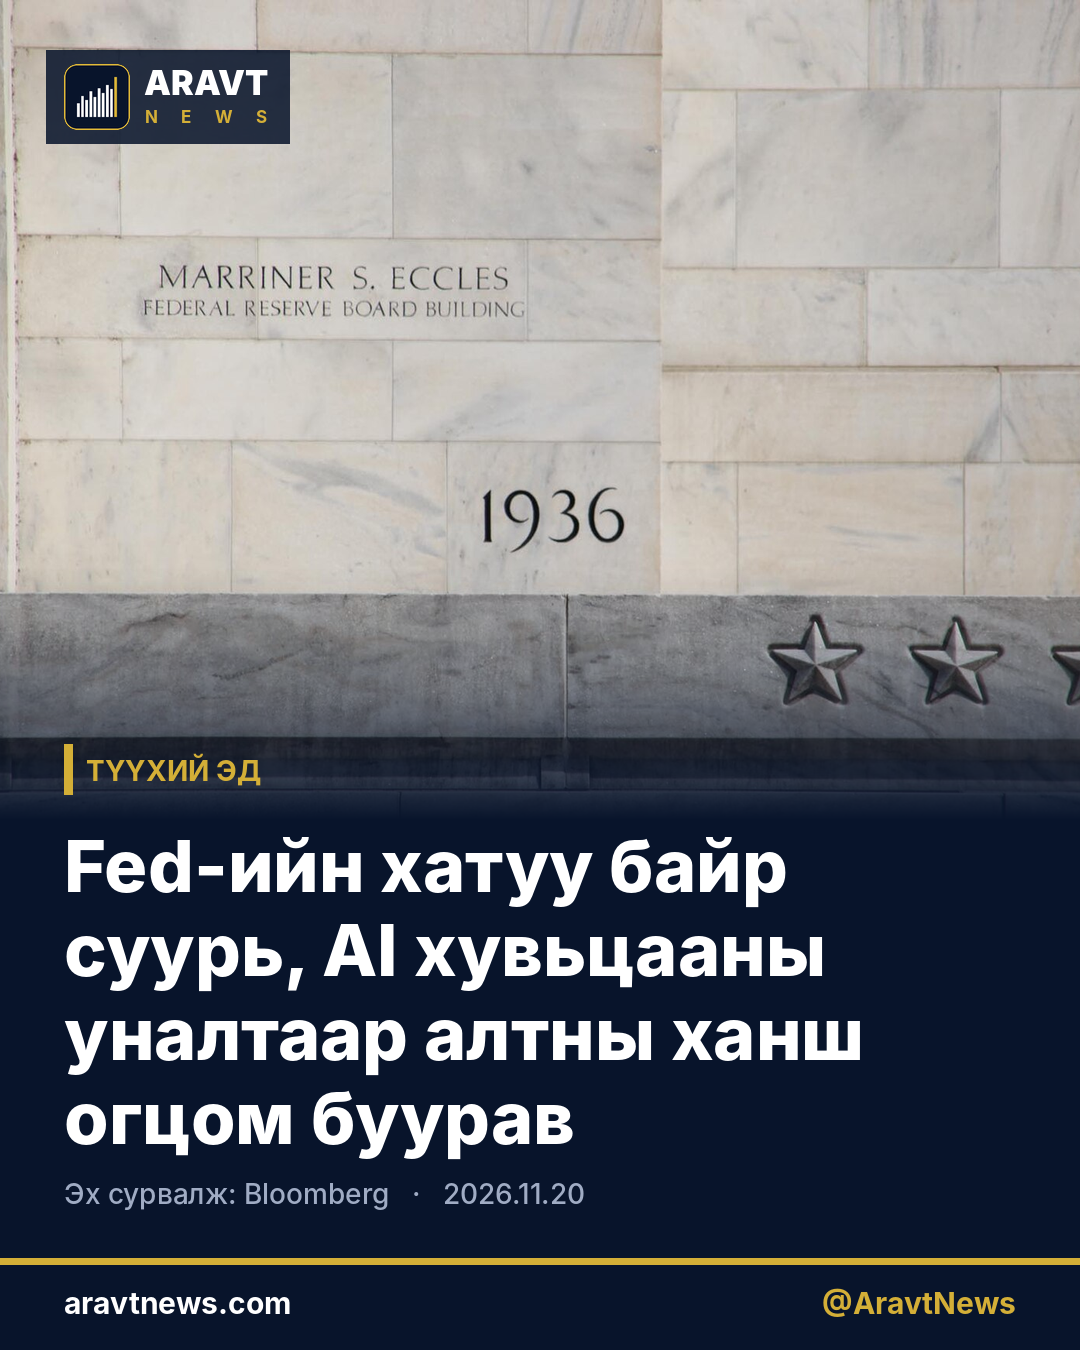 ARAVT
NEWS
MARRINER S. ECCLES
FEDERAL RESERVE BOARD BUILDING
1936
ТҮҮХИЙ ЭД
Fed-ийн хатуу байр
суурь, AI хувьцааны
уналтаар алтны ханш
огцом буурав
Эх сурвалж: Bloomberg · 2026.11.20
aravtnews.com
@AravtNews